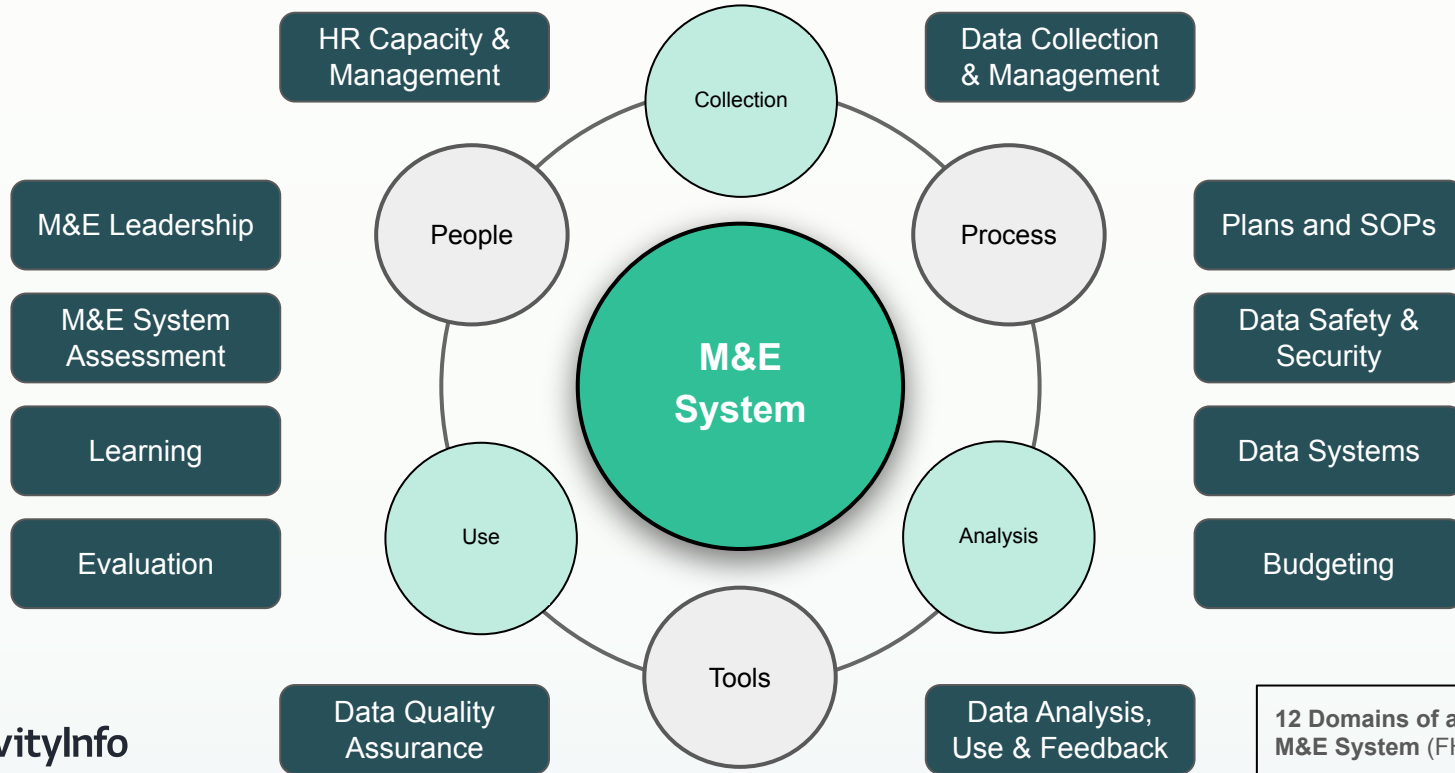 HR Capacity &
Management
Data Collection
& Management
Collection
People
Process
M&E Leadership
Plans and SOPs
M&E System
Assessment
Data Safety &
Security
M&E
System
Learning
Data Systems
Use
Analysis
Evaluation
Budgeting
Tools
Data Quality
Assurance
Data Analysis,
Use & Feedback
vityInfo
12 Domains of a
M&E System (FH